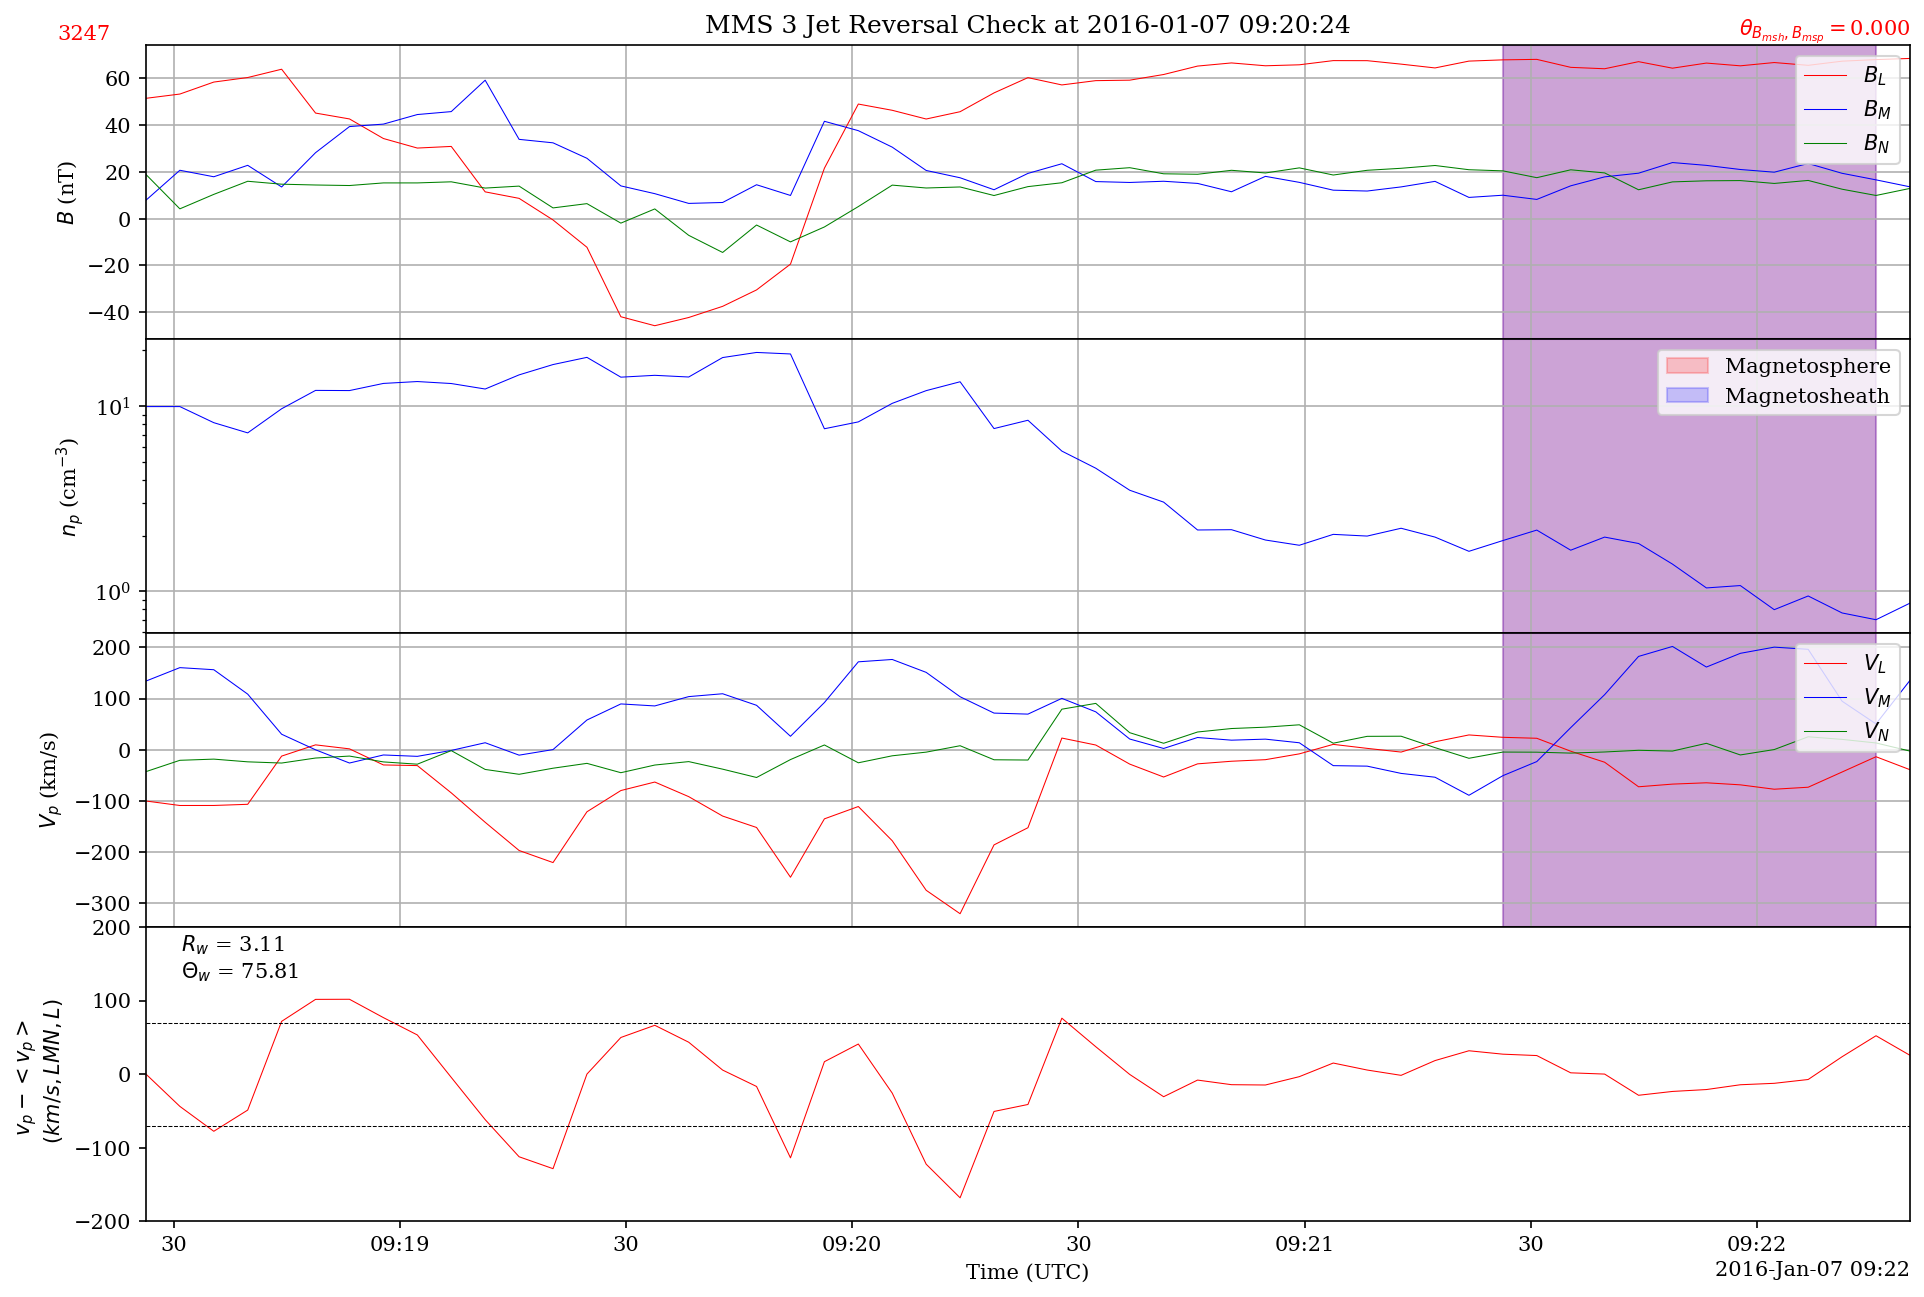 3247
MMS 3 Jet Reversal Check at 2016-01-07 09:20:24
θ_{B_{msh}, B_{msp}} = 0.000
60
40
20
0
−20
−40
B (nT)
B_L
B_M
B_N
10^1
10^0
n_p (cm^{−3})
Magnetosphere
Magnetosheath
200
100
0
−100
−200
−300
V_p (km/s)
V_L
V_M
V_N
200
100
0
−100
−200
v_p − < v_p >
(km/s, LMN, L)
R_w = 3.11
Θ_w = 75.81
30 09:19 30 09:20 30 09:21 30 09:22
Time (UTC)
2016-Jan-07 09:22